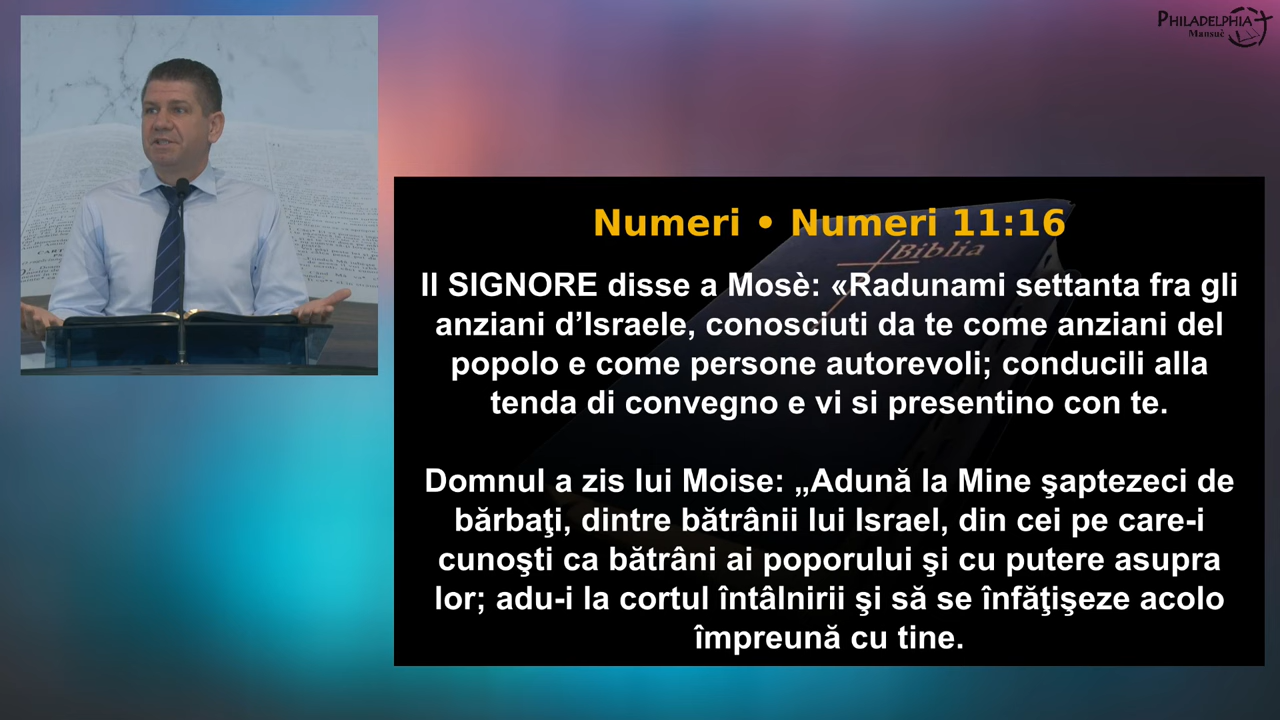 PHILADELPHIA
Mansuè
Numeri • Numeri 11:16
Biblia
Il SIGNORE disse a Mosè: «Radunami settanta fra gli
anziani d’Israele, conosciuti da te come anziani del
popolo e come persone autorevoli; conducili alla
tenda di convegno e vi si presentino con te.
Domnul a zis lui Moise: „Adună la Mine şaptezeci de
bărbaţi, dintre bătrânii lui Israel, din cei pe care-i
cunoşti ca bătrâni ai poporului şi cu putere asupra
lor; adu-i la cortul întâlnirii şi să se înfăţişeze acolo
împreună cu tine.